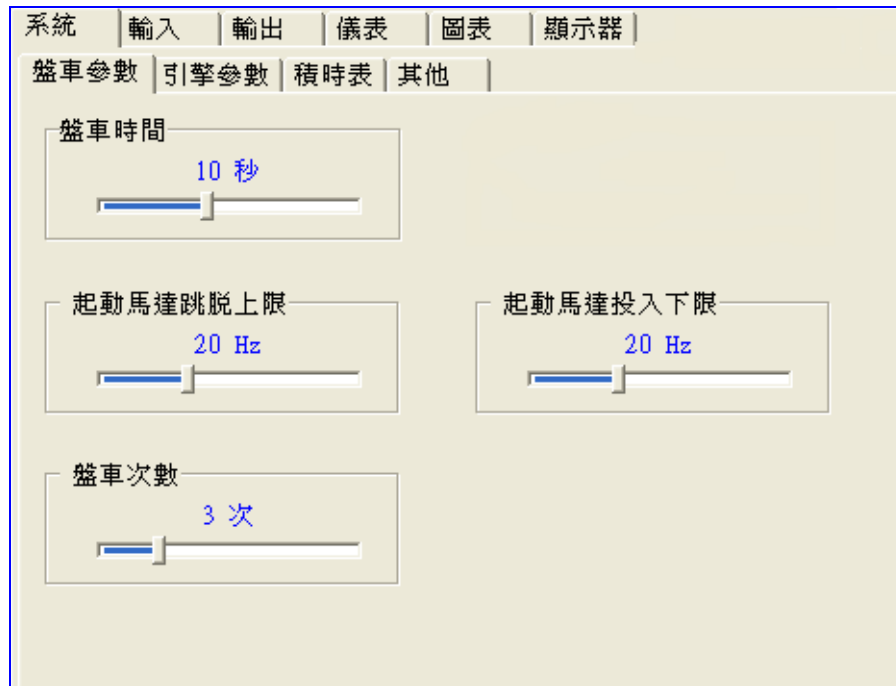 系統 輸入 輸出 儀表 圖表 顯示器
盤車參數 引擎參數 積時表 其他
盤車時間
10 秒
起動馬達跳脫上限
20 Hz
起動馬達投入下限
20 Hz
盤車次數
3 次